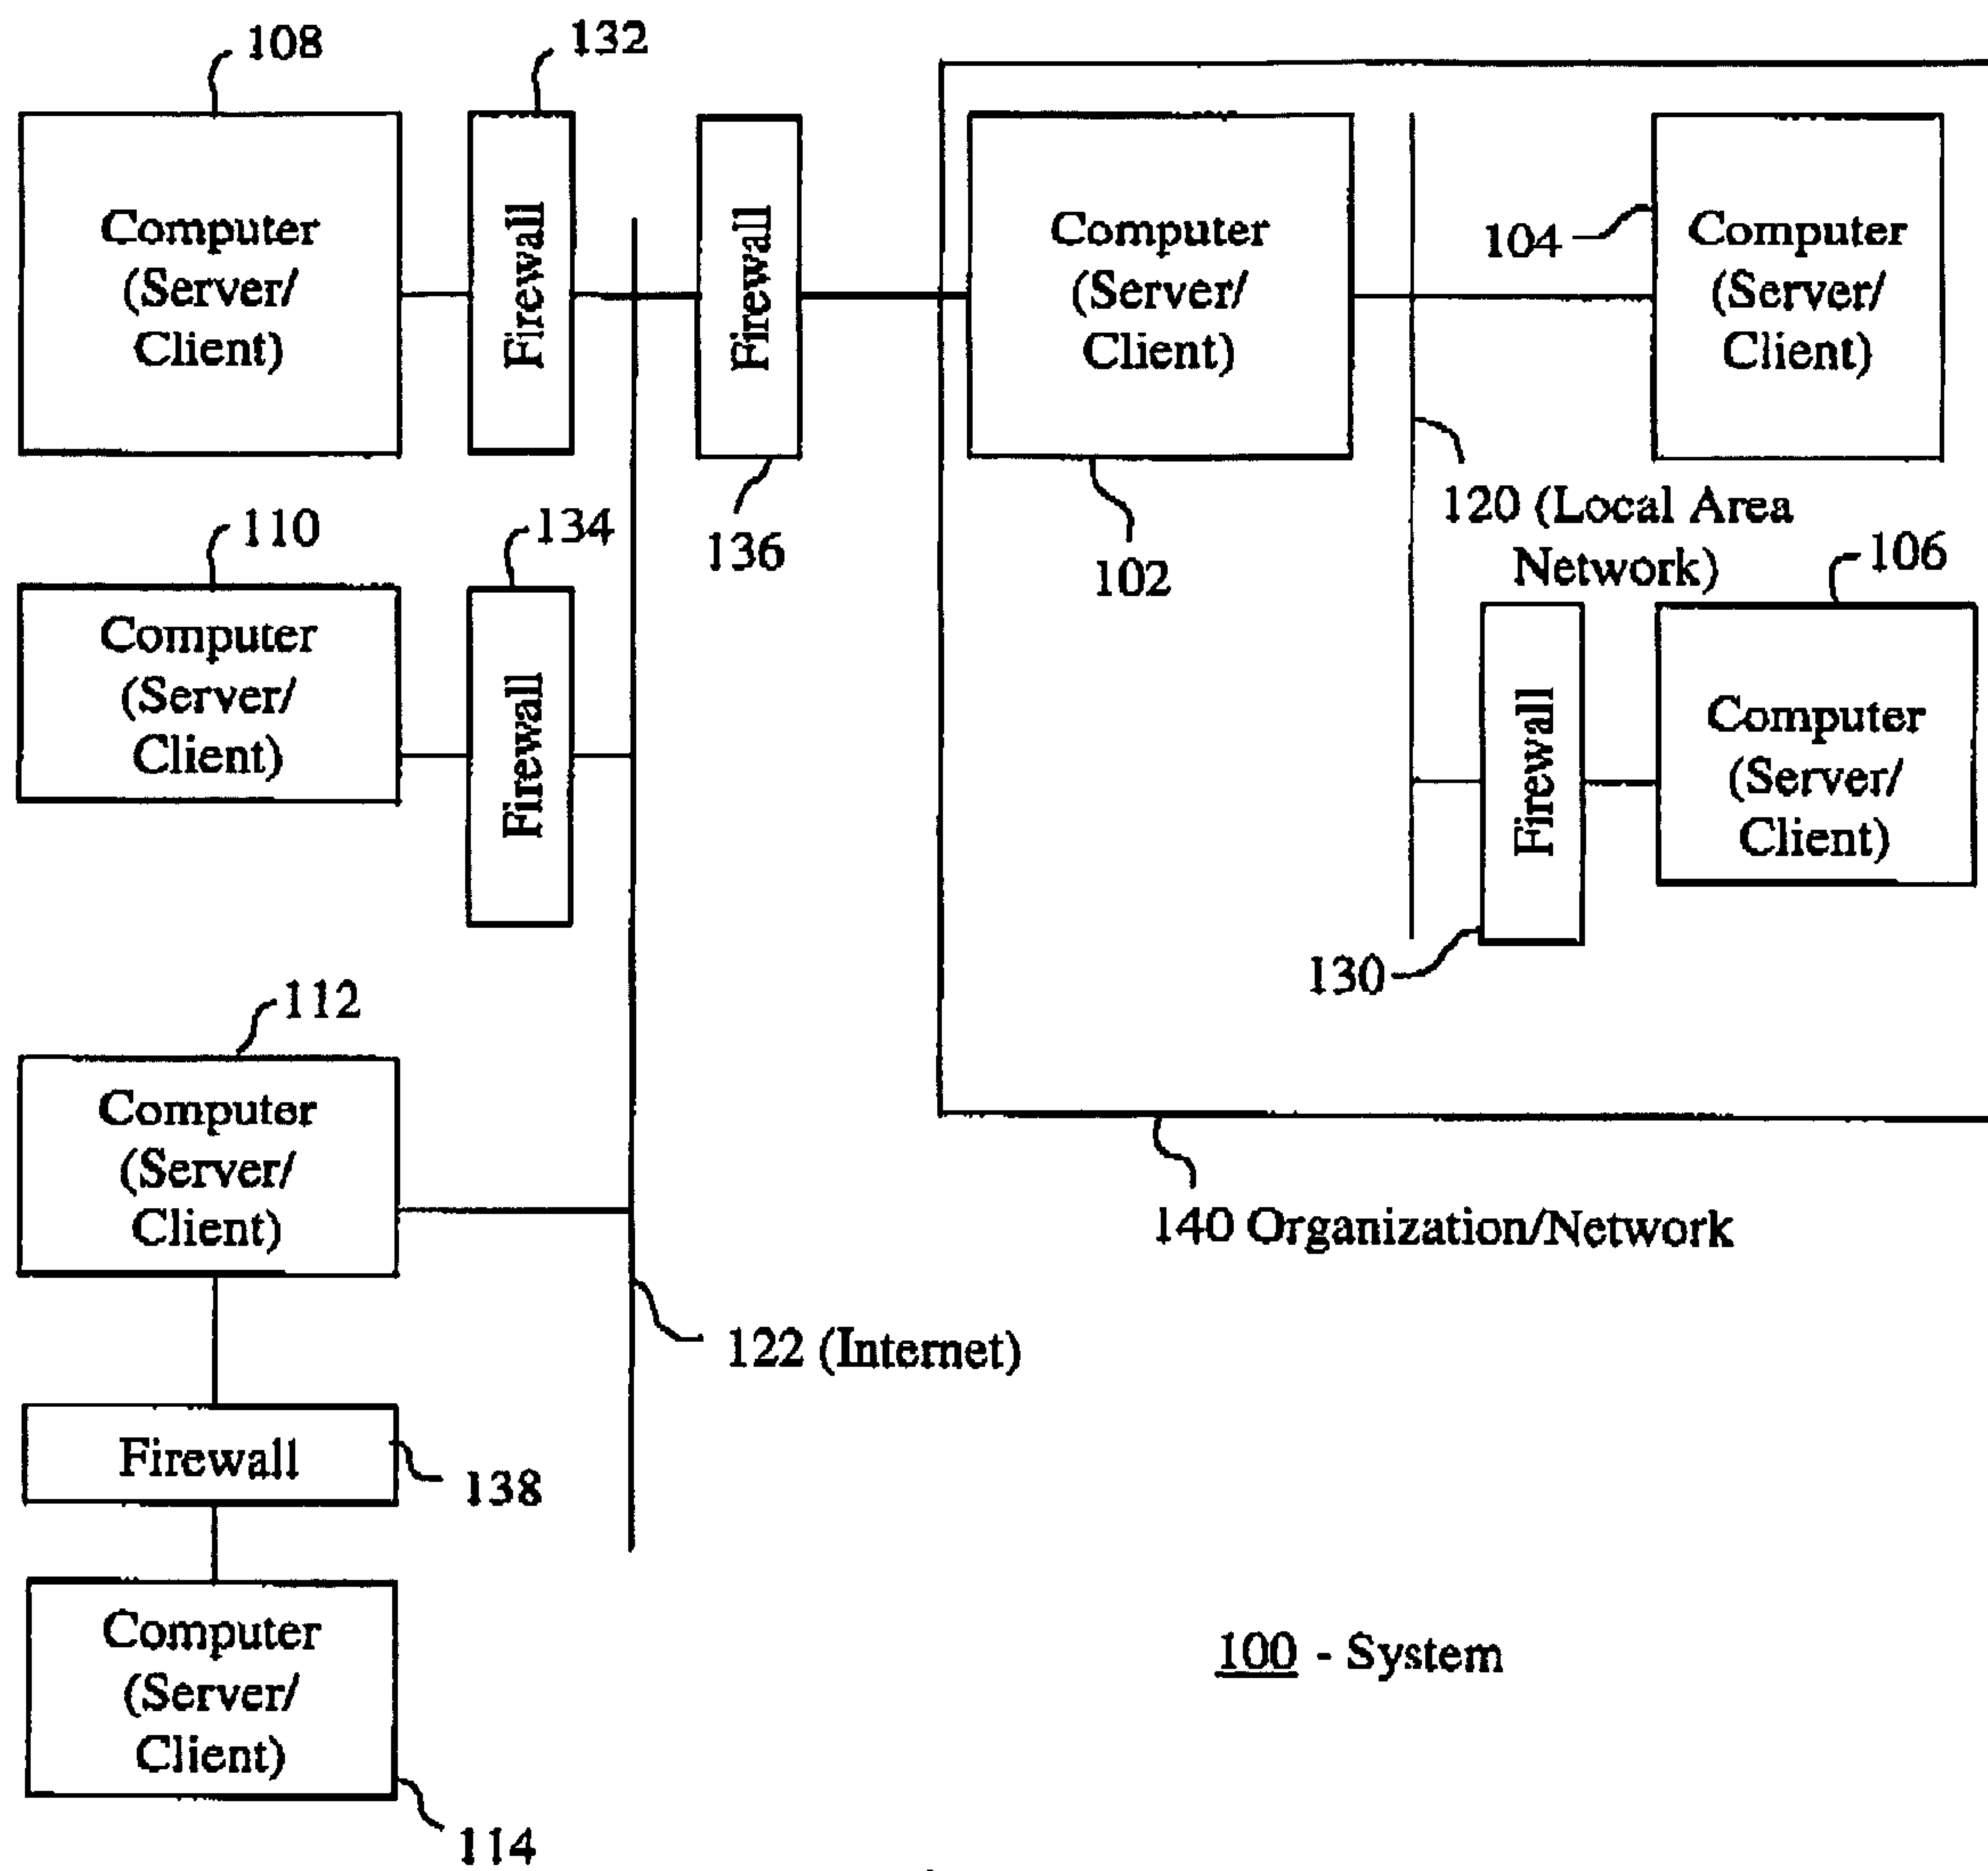 108
132
Computer
(Server/
Client)
Firewall
Firewall
136
Computer
(Server/
Client)
102
104
Computer
(Server/
Client)
120 (Local Area
Network)
110
Computer
(Server/
Client)
134
Firewall
106
Firewall
130
Computer
(Server/
Client)
112
Computer
(Server/
Client)
140 Organization/Network
122 (Internet)
Firewall
138
Computer
(Server/
Client)
114
100 - System